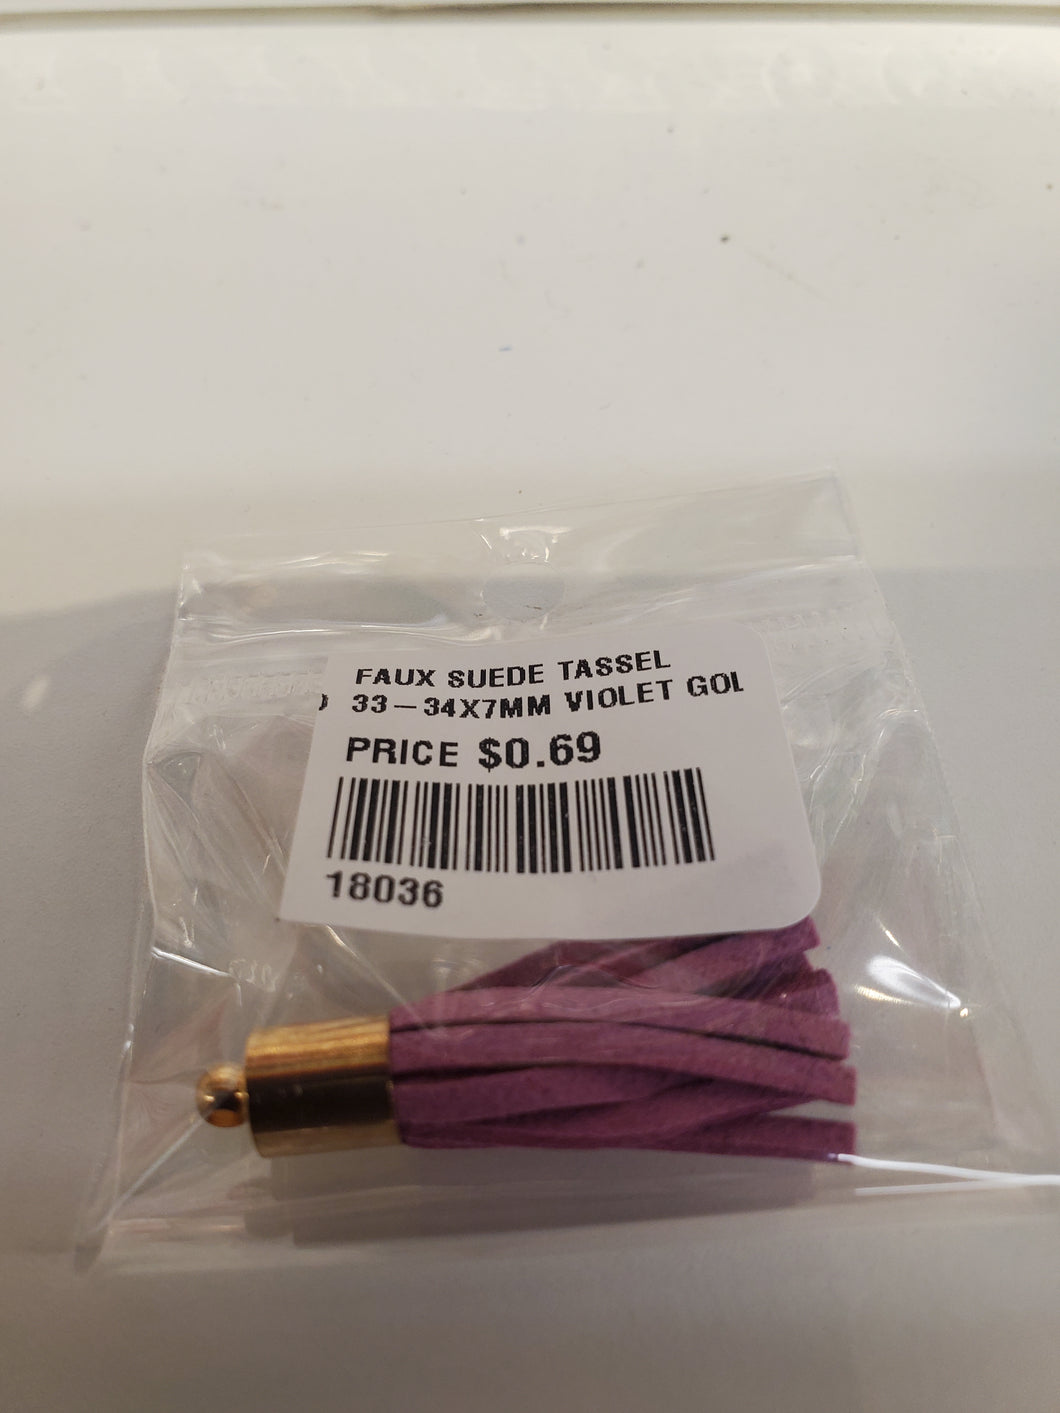 FAUX SUEDE TASSEL
33-34X7MM VIOLET GOL
PRICE $0.69
18036